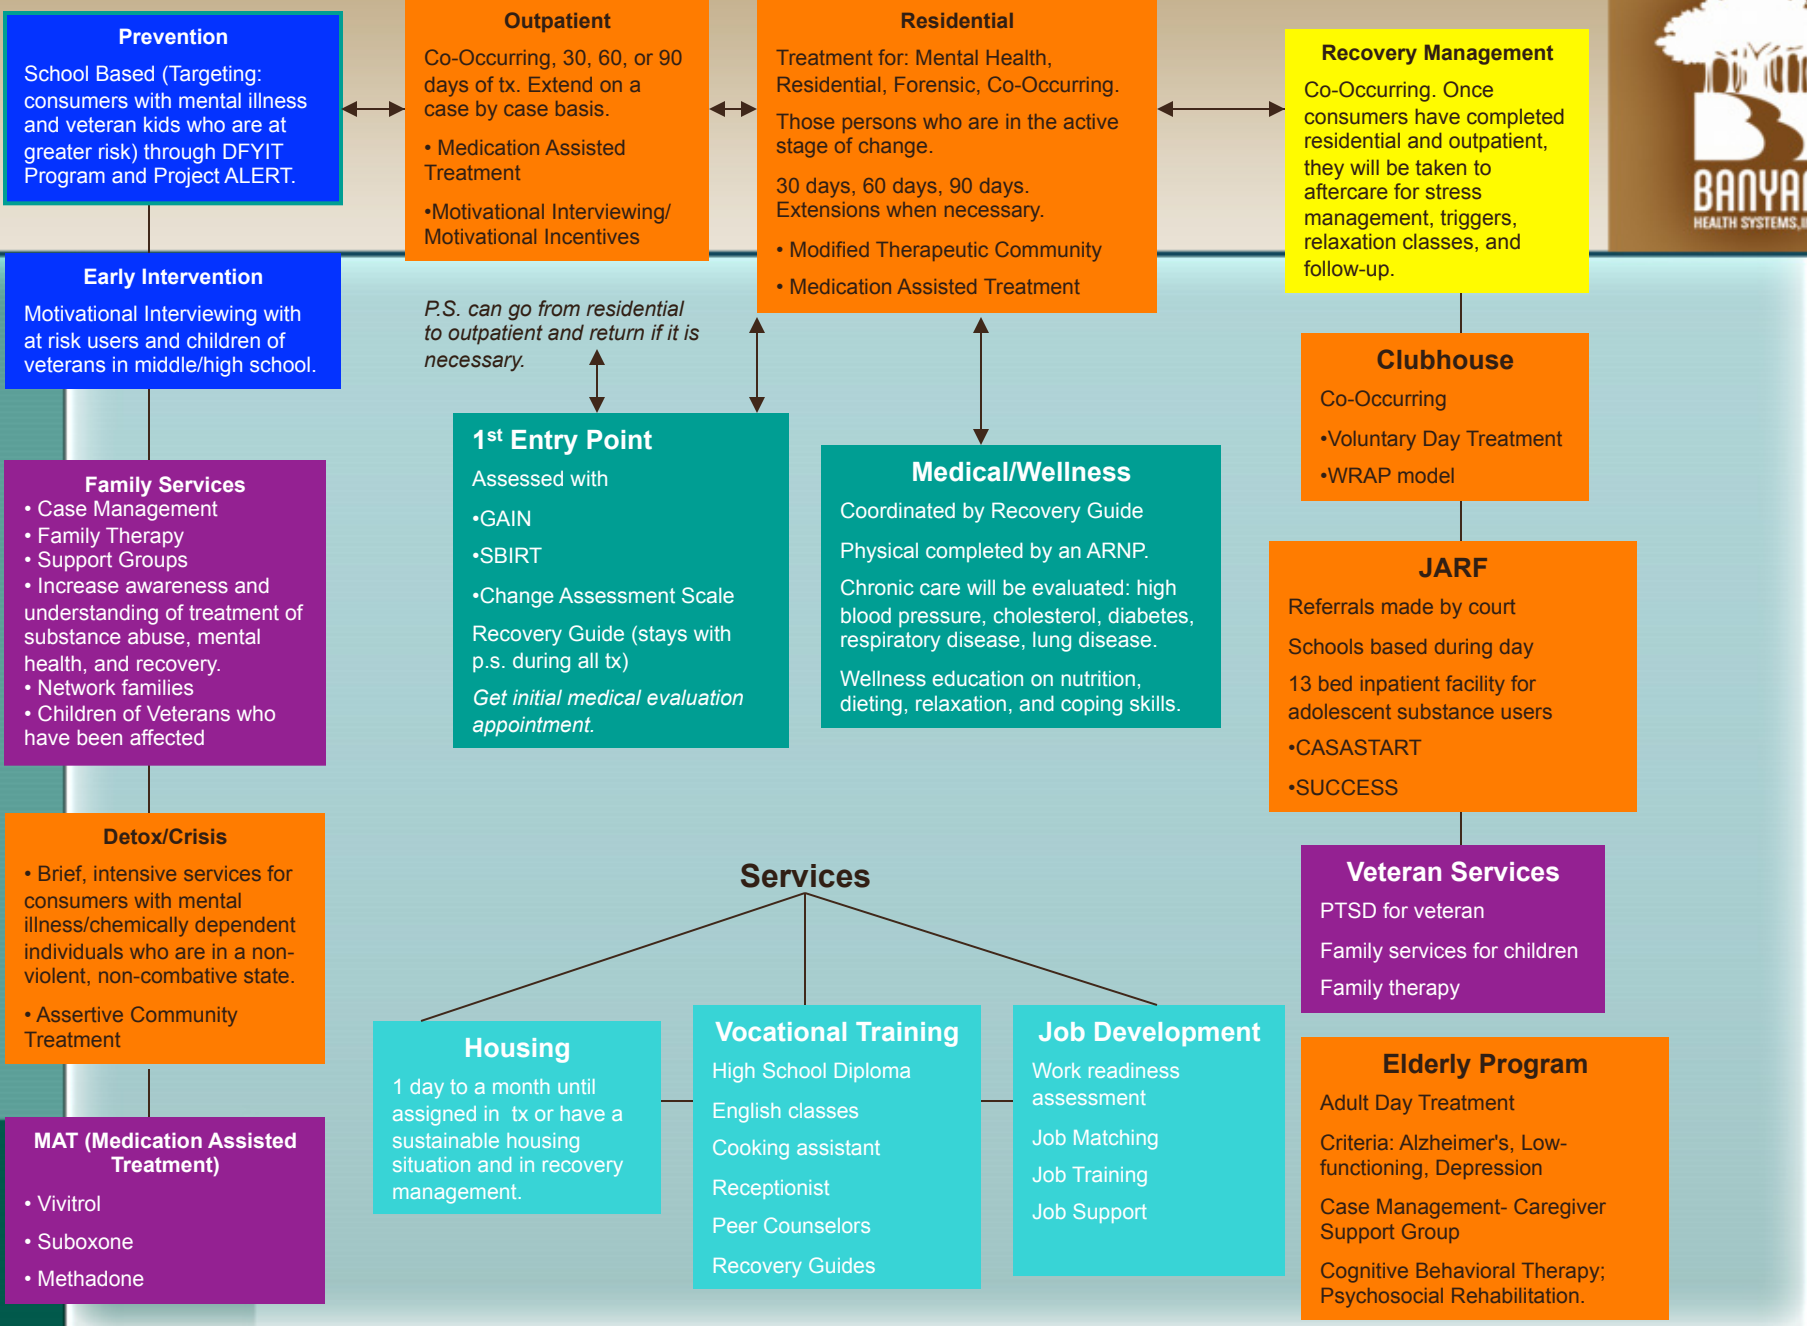 Prevention
School Based (Targeting:
consumers with mental illness
and veteran kids who are at
greater risk) through DFYIT
Program and Project ALERT.
Outpatient
Co-Occurring, 30, 60, or 90
days of tx. Extend on a
case by case basis.
• Medication Assisted
Treatment
•Motivational Interviewing/
Motivational Incentives
Residential
Treatment for: Mental Health,
Residential, Forensic, Co-Occurring.
Those persons who are in the active
stage of change.
30 days, 60 days, 90 days.
Extensions when necessary.
• Modified Therapeutic Community
• Medication Assisted Treatment
Recovery Management
Co-Occurring. Once
consumers have completed
residential and outpatient,
they will be taken to
aftercare for stress
management, triggers,
relaxation classes, and
follow-up.
HEALTH SYSTEMS,
Early Intervention
Motivational Interviewing with
at risk users and children of
veterans in middle/high school.
P.S. can go from residential
to outpatient and return if it is
necessary.
1st Entry Point
Assessed with
•GAIN
•SBIRT
•Change Assessment Scale
Recovery Guide (stays with
p.s. during all tx)
Get initial medical evaluation
appointment.
Medical/Wellness
Coordinated by Recovery Guide
Physical completed by an ARNP.
Chronic care will be evaluated: high
blood pressure, cholesterol, diabetes,
respiratory disease, lung disease.
Wellness education on nutrition,
dieting, relaxation, and coping skills.
Clubhouse
Co-Occurring
•Voluntary Day Treatment
•WRAP model
Family Services
• Case Management
• Family Therapy
• Support Groups
• Increase awareness and
understanding of treatment of
substance abuse, mental
health, and recovery.
• Network families
• Children of Veterans who
have been affected
JARF
Referrals made by court
Schools based during day
13 bed inpatient facility for
adolescent substance users
•CASASTART
•SUCCESS
Detox/Crisis
• Brief, intensive services for
consumers with mental
illness/chemically dependent
individuals who are in a non-
violent, non-combative state.
• Assertive Community
Treatment
Veteran Services
PTSD for veteran
Family services for children
Family therapy
Services
Housing
1 day to a month until
assigned in  tx or have a
sustainable housing
situation and in recovery
management.
Vocational Training
High School Diploma
English classes
Cooking assistant
Receptionist
Peer Counselors
Recovery Guides
Job Development
Work readiness
assessment
Job Matching
Job Training
Job Support
Elderly Program
Adult Day Treatment
Criteria: Alzheimer's, Low-
functioning, Depression
Case Management- Caregiver
Support Group
Cognitive Behavioral Therapy;
Psychosocial Rehabilitation.
MAT (Medication Assisted
Treatment)
• Vivitrol
• Suboxone
• Methadone